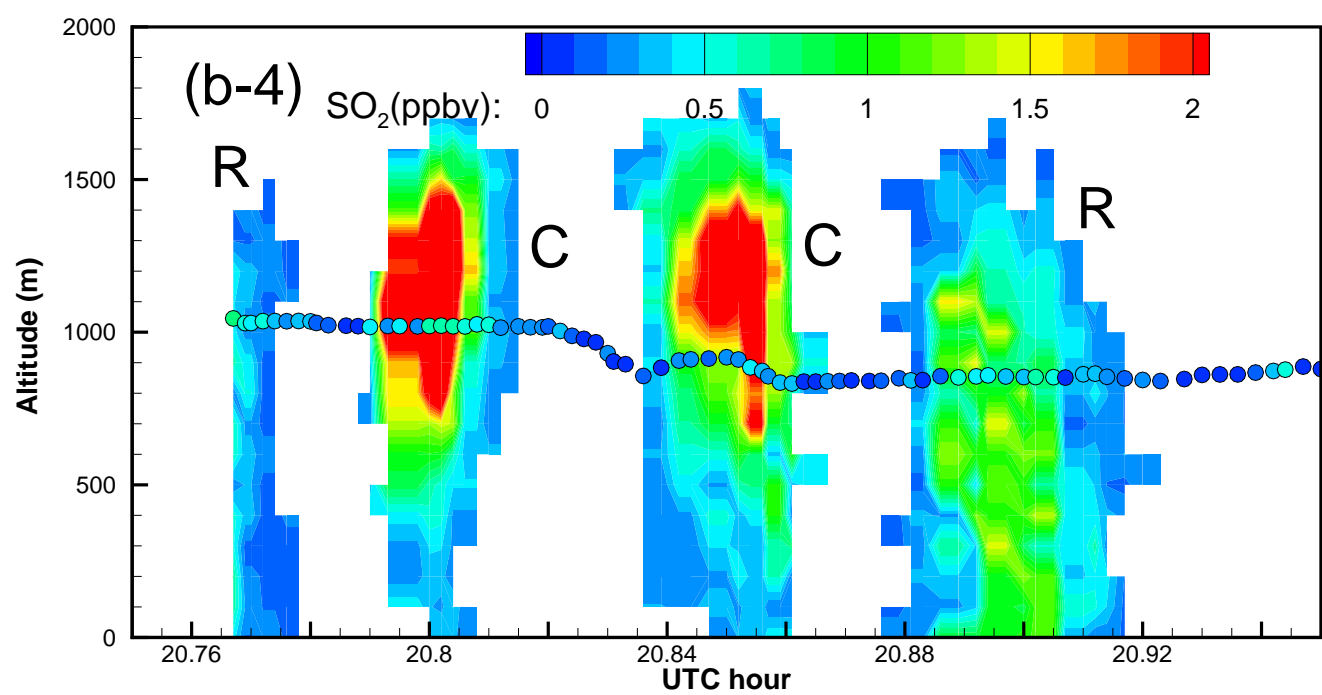 2000
(b-4)
SO₂(ppbv): 0 0.5 1 1.5 2
R
1500
C
C
R
1000
Altitude (m)
500
0
20.76 20.8 20.84 20.88 20.92
UTC hour